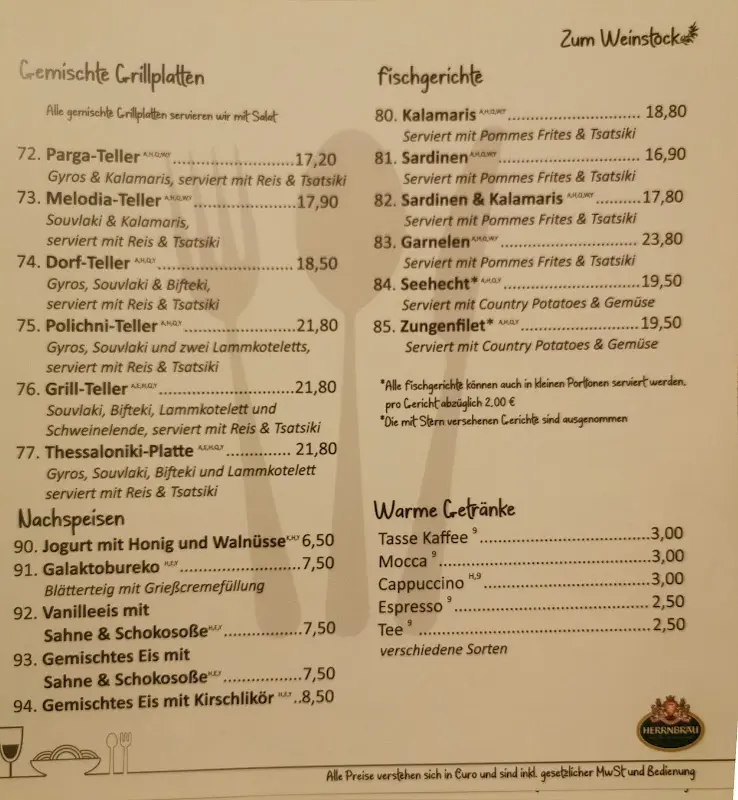 Zum Weinstock
Gemischte Grillplatten
Alle gemischte Grillplatten servieren wir mit Salat
72. Parga-Teller ..............................17,20
Gyros & Kalamaris, serviert mit Reis & Tsatsiki
73. Melodia-Teller .........................17,90
Souvlaki & Kalamaris,
serviert mit Reis & Tsatsiki
74. Dorf-Teller A,H,O,Y ..............................18,50
Gyros, Souvlaki & Bifteki,
serviert mit Reis & Tsatsiki
75. Polichni-Teller ........................21,80
Gyros, Souvlaki und zwei Lammkoteletts,
serviert mit Reis & Tsatsiki
76. Grill-Teller ..............................21,80
Souvlaki, Bifteki, Lammkotelett und
Schweinelende, serviert mit Reis & Tsatsiki
77. Thessaloniki-Platte ............. 21,80
Gyros, Souvlaki, Bifteki und Lammkotelett
serviert mit Reis & Tsatsiki
Nachspeisen
90. Jogurt mit Honig und Walnüsse 6,50
91. Galaktobureko ........................7,50
Blätterteig mit Grießcremefüllung
92. Vanilleeis mit
Sahne & Schokosoße ................7,50
93. Gemischtes Eis mit
Sahne & Schokosoße ................7,50
94. Gemischtes Eis mit Kirschlikör ..8,50
Fischgerichte
80. Kalamaris ........................... 18,80
Serviert mit Pommes Frites & Tsatsiki
81. Sardinen ............................ 16,90
Serviert mit Pommes Frites & Tsatsiki
82. Sardinen & Kalamaris ..........17,80
Serviert mit Pommes Frites & Tsatsiki
83. Garnelen ........................... 23,80
Serviert mit Pommes Frites & Tsatsiki
84. Seehecht* ............................19,50
Serviert mit Country Potatoes & Gemüse
85. Zungenfilet* ........................19,50
Serviert mit Country Potatoes & Gemüse
*Alle Fischgerichte können auch in kleinen Portionen serviert werden,
pro Gericht abzüglich 2,00 €
*Die mit Stern versehenen Gerichte sind ausgenommen
Warme Getränke
Tasse Kaffee 9 ...................................3,00
Mocca 9 ...........................................3,00
Cappuccino H,9 .................................3,00
Espresso 9 ........................................2,50
Tee 9 ................................................2,50
verschiedene Sorten
HERRNBRÄU
Alle Preise verstehen sich in Euro und sind inkl. gesetzlicher MwSt und Bedienung